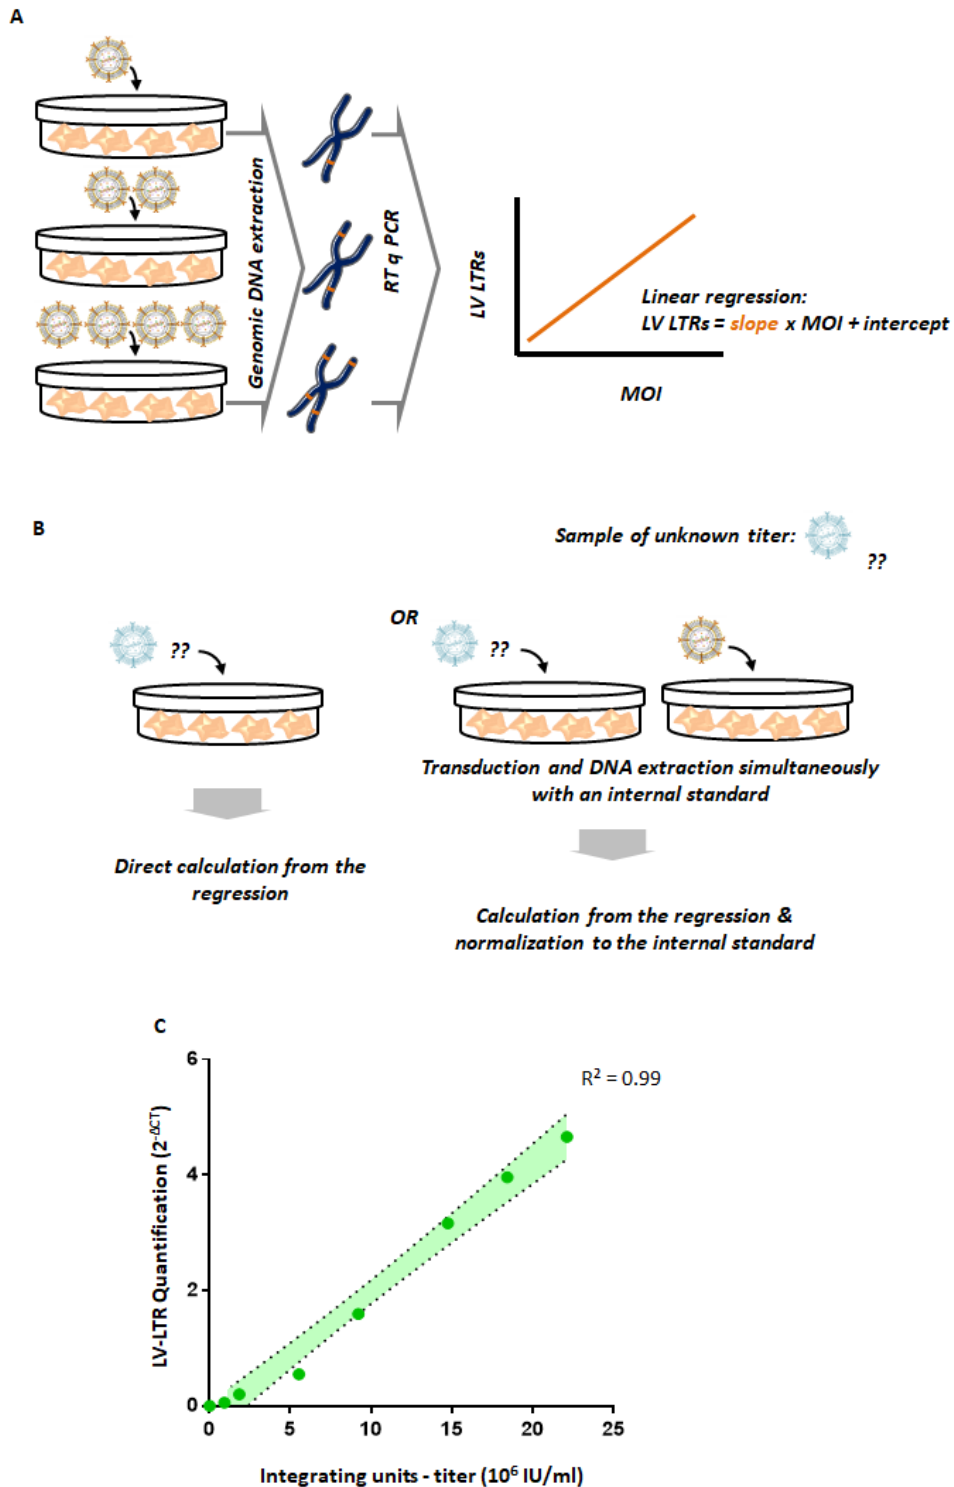 A
Genomic DNA extraction
RT q PCR
LV LTRs
Linear regression:
LV LTRs = slope x MOI + intercept
MOI
B
Sample of unknown titer:
??
OR
??
??
Transduction and DNA extraction simultaneously
with an internal standard
Direct calculation from the
regression
Calculation from the regression &
normalization to the internal standard
C
R² = 0.99
LV-LTR Quantification (2^-ΔCT)
6
4
2
0
0 5 10 15 20 25
Integrating units - titer (10⁶ IU/ml)